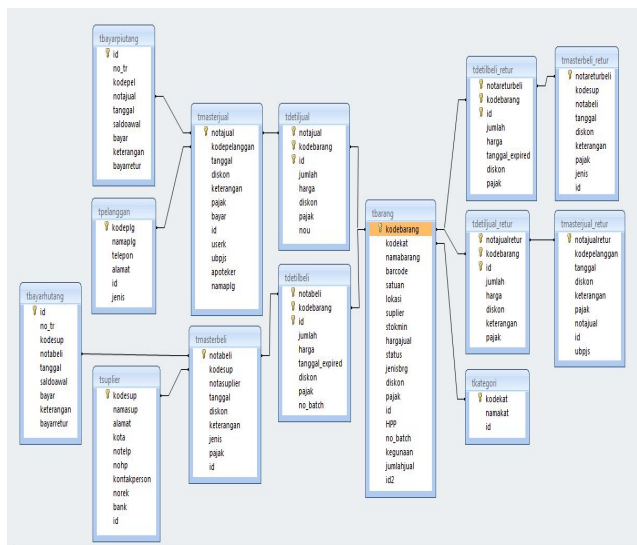 tbayarpiutang
id
no_tr
kodepel
notajual
tanggal
saldoawal
bayar
keterangan
bayarretur
tpelanggan
kodeplg
namaplg
telepon
alamat
id
jenis
tbayarhutang
id
no_tr
kodesup
notabeli
tanggal
saldoawal
bayar
keterangan
bayarretur
tsuplier
kodesup
namasup
alamat
kota
notelp
nohp
kontakperson
norek
bank
id
tmasterjual
notajual
kodepelanggan
tanggal
diskon
keterangan
pajak
bayar
id
userk
ubpjs
apoteker
namaplg
tmasterbeli
notabeli
kodesup
notasuplier
tanggal
diskon
keterangan
jenis
pajak
id
tdetiljual
notajual
kodebarang
id
jumlah
harga
diskon
pajak
nou
tdetilbeli
notabeli
kodebarang
id
jumlah
harga
tanggal_expired
diskon
pajak
no_batch
tbarang
kodebarang
kodekat
namabarang
barcode
satuan
lokasi
suplier
stokmin
hargajual
status
jenisbrg
diskon
pajak
id
HPP
no_batch
kegunaan
jumlahjual
id2
tdetilbeli_retur
notareturbeli
kodebarang
id
jumlah
harga
tanggal_expired
diskon
pajak
tdetiljual_retur
notajualretur
kodebarang
id
jumlah
harga
diskon
keterangan
pajak
tkategori
kodekat
namakat
id
tmasterbeli_retur
notareturbeli
kodesup
notabeli
tanggal
diskon
keterangan
pajak
jenis
id
tmasterjual_retur
notajualretur
kodepelanggan
tanggal
diskon
keterangan
pajak
notajual
id
ubpjs